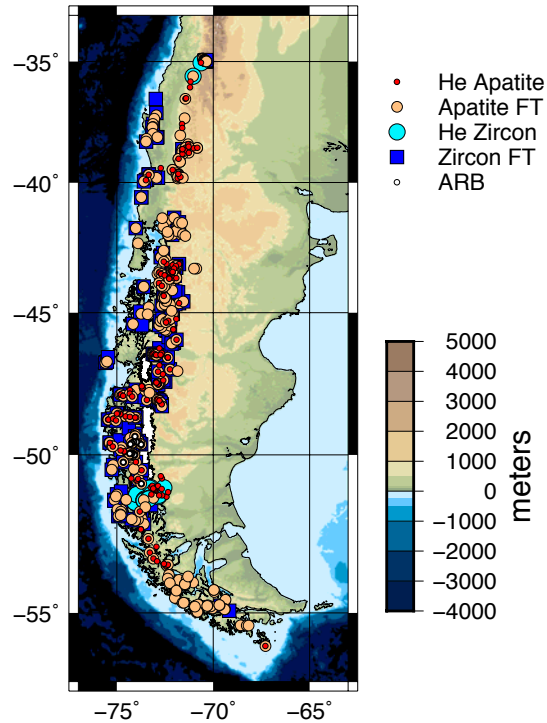 −35˚
−40˚
−45˚
−50˚
−55˚
−75˚ −70˚ −65˚
He Apatite
Apatite FT
He Zircon
Zircon FT
ARB
5000
4000
3000
2000
1000
0
−1000
−2000
−3000
−4000
meters